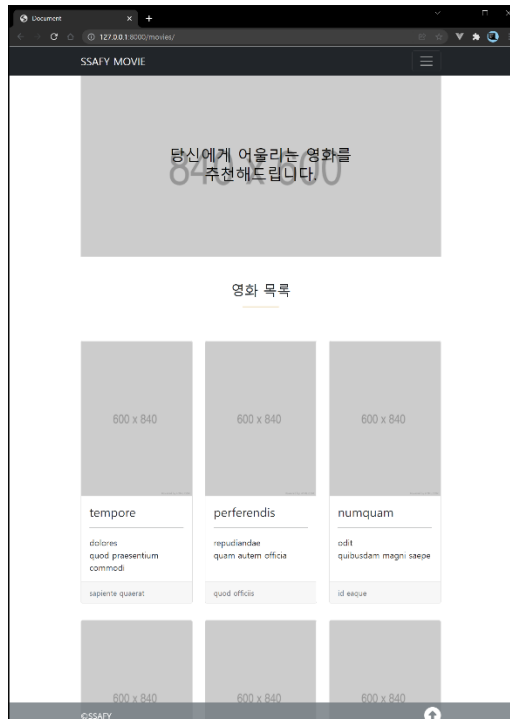 Document
127.0.0.1:8000/movies/
SSAFY MOVIE
840 x 600
당신에게 어울리는 영화를
추천해드립니다.
영화 목록
600 x 840
600 x 840
600 x 840
tempore
perferendis
numquam
dolores
quod praesentium
commodi
repudiandae
quam autem officia
odit
quibusdam magni saepe
sapiente quaerat
quod officiis
id eaque
600 x 840
600 x 840
600 x 840
©SSAFY